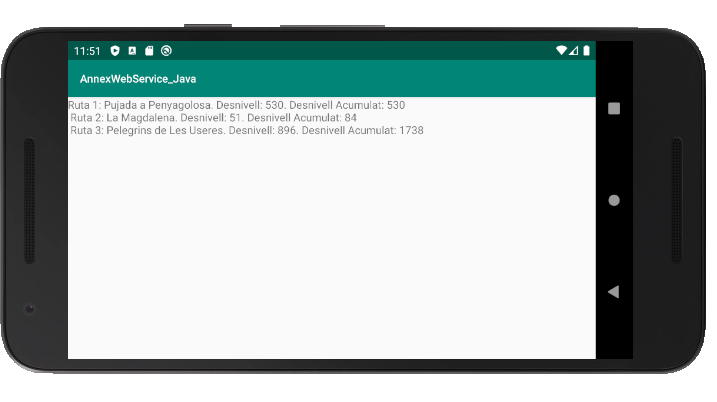 11:51
AnnexWebService_Java
Ruta 1: Pujada a Penyagolosa. Desnivell: 530. Desnivell Acumulat: 530
Ruta 2: La Magdalena. Desnivell: 51. Desnivell Acumulat: 84
Ruta 3: Pelegrins de Les Useres. Desnivell: 896. Desnivell Acumulat: 1738